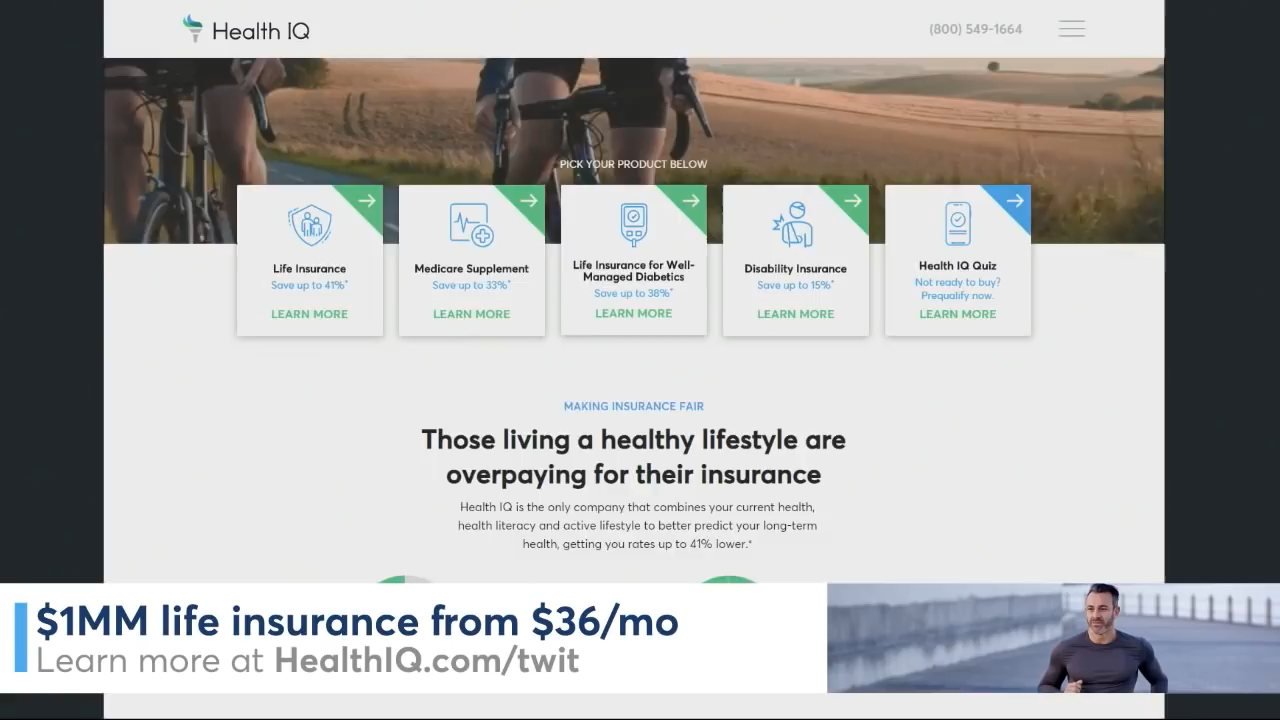 Health IQ
(800) 549-1664
PICK YOUR PRODUCT BELOW
Life Insurance
Save up to 41%*
LEARN MORE
Medicare Supplement
Save up to 33%*
LEARN MORE
Life Insurance for Well-
Managed Diabetics
Save up to 38%*
LEARN MORE
Disability Insurance
Save up to 15%*
LEARN MORE
Health IQ Quiz
Not ready to buy?
Prequalify now.
LEARN MORE
MAKING INSURANCE FAIR
Those living a healthy lifestyle are
overpaying for their insurance
Health IQ is the only company that combines your current health,
health literacy and active lifestyle to better predict your long-term
health, getting you rates up to 41% lower.*
$1MM life insurance from $36/mo
Learn more at HealthIQ.com/twit